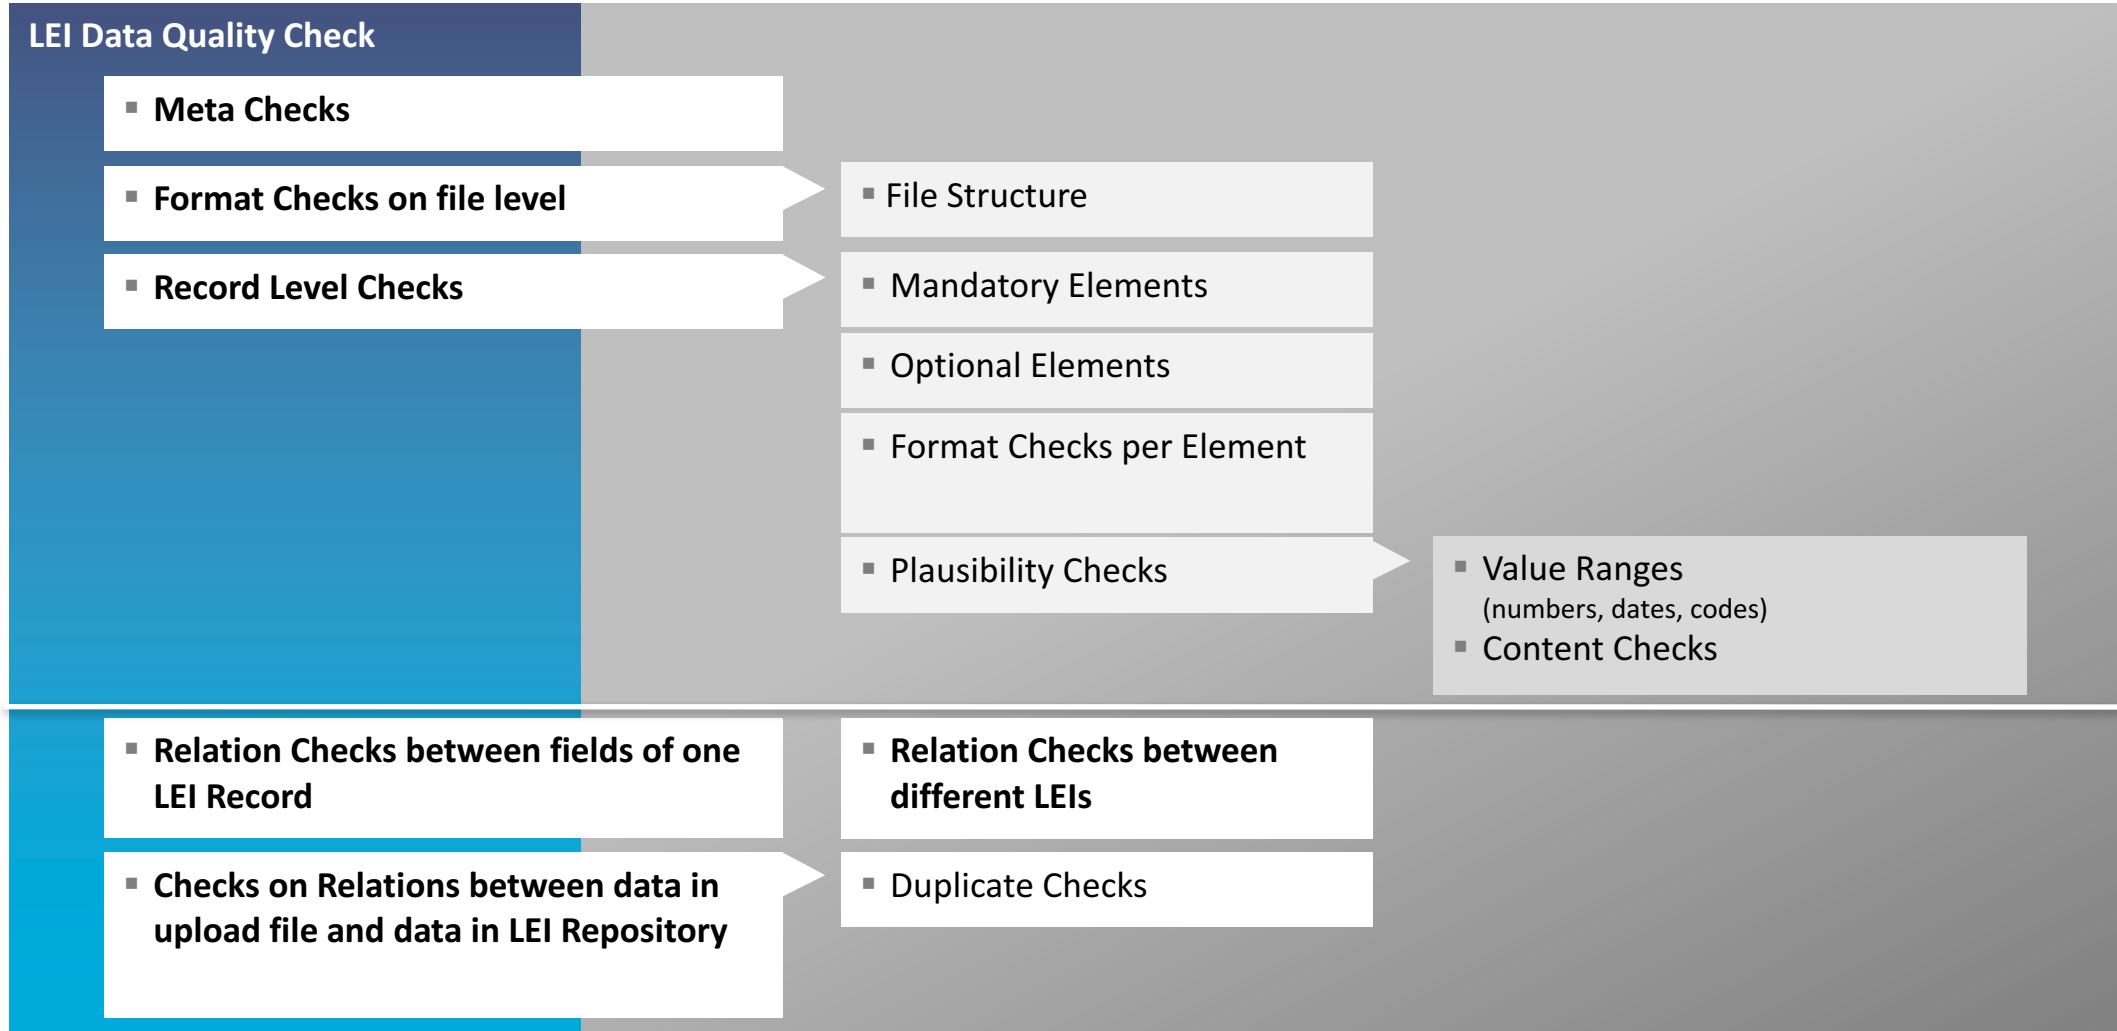 LEI Data Quality Check
▪ Meta Checks
▪ Format Checks on file level
▪ File Structure
▪ Record Level Checks
▪ Mandatory Elements
▪ Optional Elements
▪ Format Checks per Element
▪ Plausibility Checks
▪ Value Ranges
(numbers, dates, codes)
▪ Content Checks
▪ Relation Checks between fields of one
LEI Record
▪ Relation Checks between
different LEIs
▪ Checks on Relations between data in
upload file and data in LEI Repository
▪ Duplicate Checks